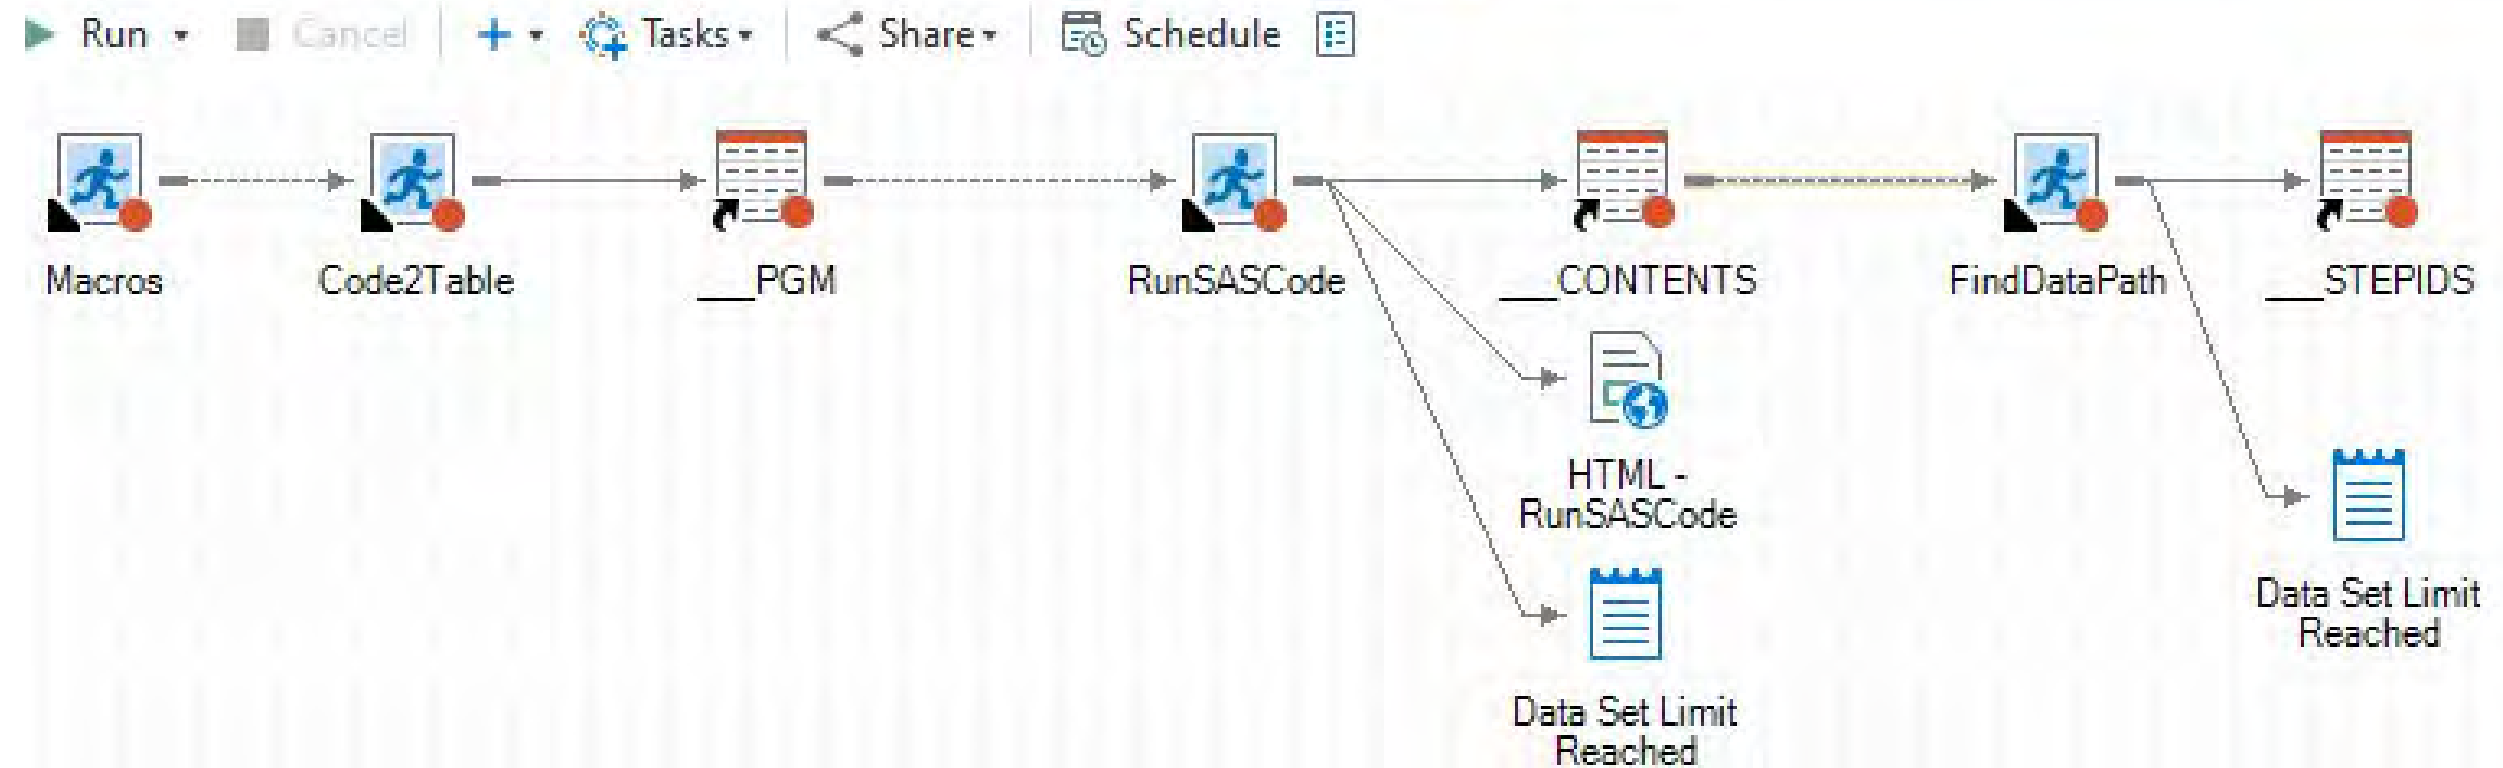 Run Cancel Tasks Share Schedule
Macros Code2Table ___PGM RunSASCode ___CONTENTS FindDataPath ___STEPIDS
HTML -
RunSASCode
Data Set Limit
Reached
Data Set Limit
Reached